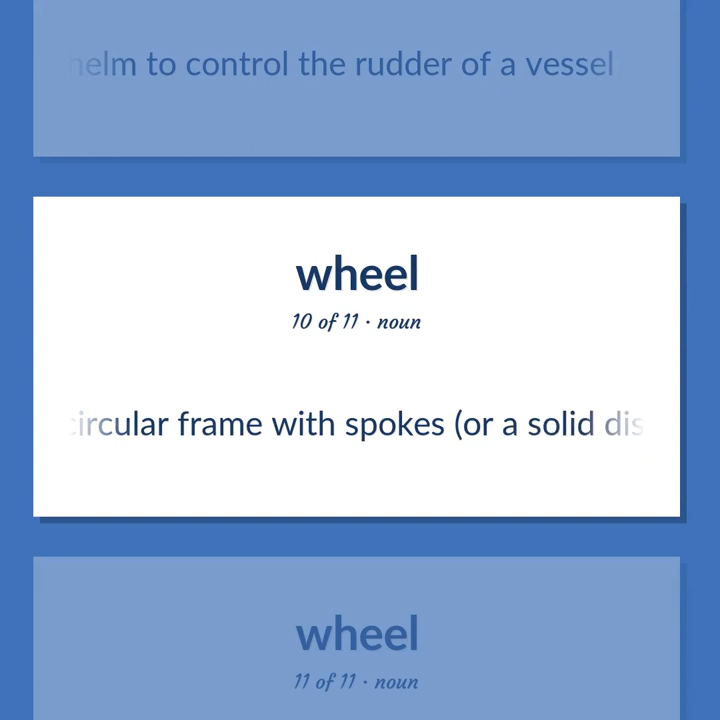 helm to control the rudder of a vessel
wheel
10 of 11 · noun
circular frame with spokes (or a solid dis
wheel
11 of 11 · noun